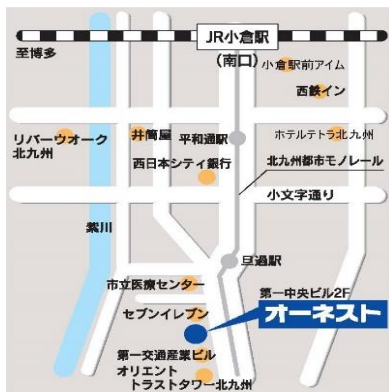 至博多
JR小倉駅
(南口)
小倉駅前アイム
西鉄イン
リバーウオーク
北九州
井筒屋
平和通駅
ホテルテトラ北九州
西日本シティ銀行
北九州都市モノレール
小文字通り
紫川
旦過駅
市立医療センター
第一中央ビル2F
セブンイレブン
オーネスト
第一交通産業ビル
オリエント
トラストタワー北九州